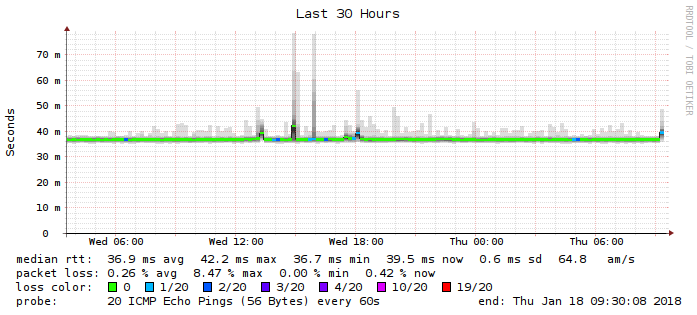 Last 30 Hours
RRDTOOL / TOBI OETIKER
Seconds
70 m
60 m
50 m
40 m
30 m
20 m
10 m
0
Wed 06:00 Wed 12:00 Wed 18:00 Thu 00:00 Thu 06:00
median rtt: 36.9 ms avg 42.2 ms max 36.7 ms min 39.5 ms now 0.6 ms sd 64.8 am/s
packet loss: 0.26 % avg 8.47 % max 0.00 % min 0.42 % now
loss color: 0 1/20 2/20 3/20 4/20 10/20 19/20
probe: 20 ICMP Echo Pings (56 Bytes) every 60s end: Thu Jan 18 09:30:08 2018